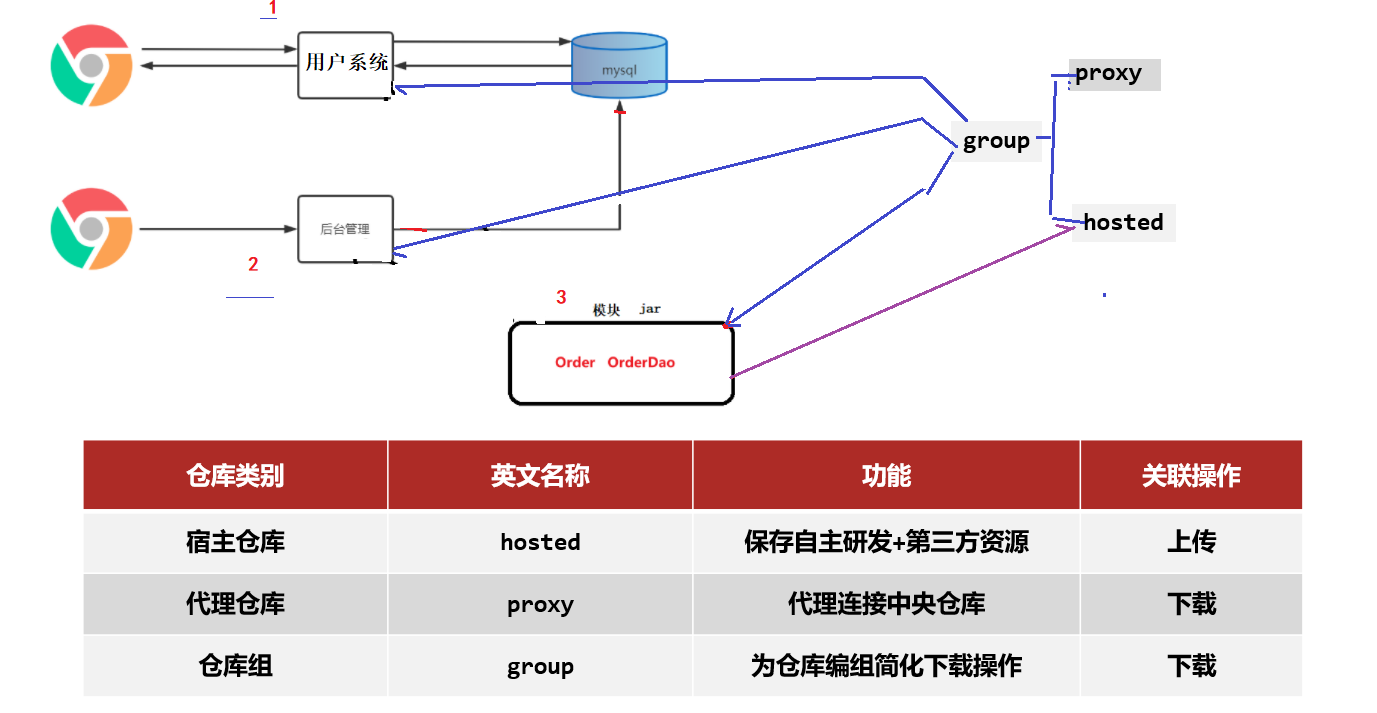 1
用户系统
mysql
proxy
group
后台管理
hosted
2
3
模块 jar
Order OrderDao
仓库类别 英文名称 功能 关联操作
宿主仓库 hosted 保存自主研发+第三方资源 上传
代理仓库 proxy 代理连接中央仓库 下载
仓库组 group 为仓库编组简化下载操作 下载